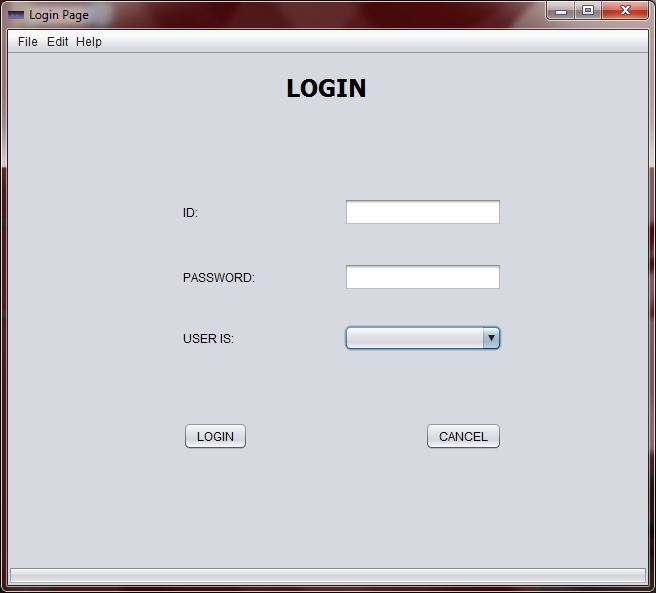 Login Page
File Edit Help
LOGIN
ID:
PASSWORD:
USER IS:
LOGIN CANCEL